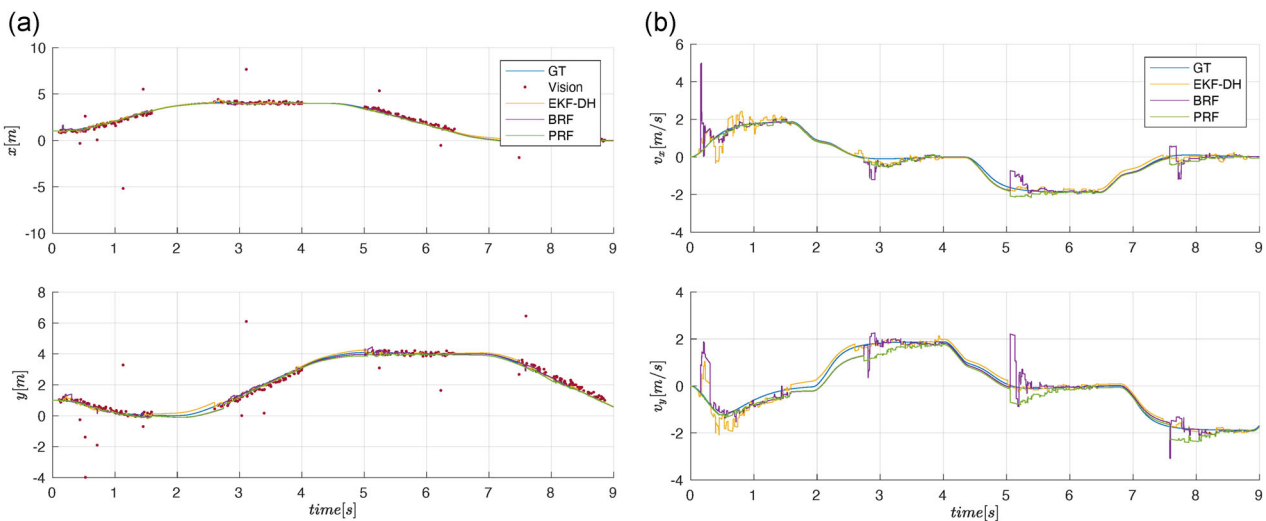 (a)
10
5
0
-5
-10
x[m]
0 1 2 3 4 5 6 7 8 9
GT
Vision
EKF-DH
BRF
PRF
8
6
4
2
0
-2
-4
y[m]
0 1 2 3 4 5 6 7 8 9
time[s]
(b)
6
4
2
0
-2
-4
v_x[m/s]
0 1 2 3 4 5 6 7 8 9
GT
EKF-DH
BRF
PRF
4
2
0
-2
-4
v_y[m/s]
0 1 2 3 4 5 6 7 8 9
time[s]